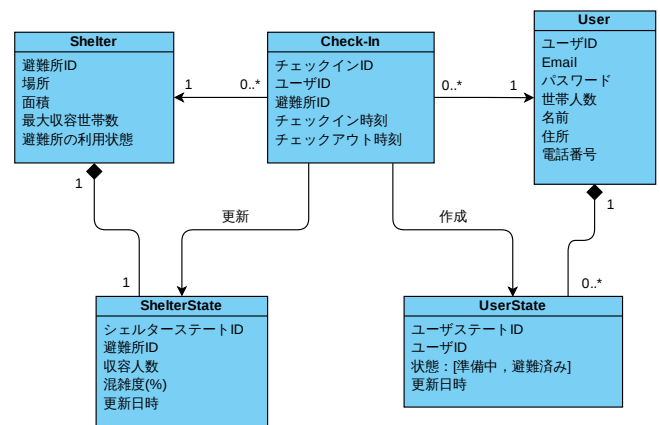 Shelter
避難所ID
場所
面積
最大収容世帯数
避難所の利用状態
1
0..*
Check-In
チェックインID
ユーザID
避難所ID
チェックイン時刻
チェックアウト時刻
0..*
1
User
ユーザID
Email
パスワード
世帯人数
名前
住所
電話番号
1
更新
作成
1
1
0..*
ShelterState
シェルターステートID
避難所ID
収容人数
混雑度(%)
更新日時
UserState
ユーザステートID
ユーザID
状態：[準備中，避難済み]
更新日時